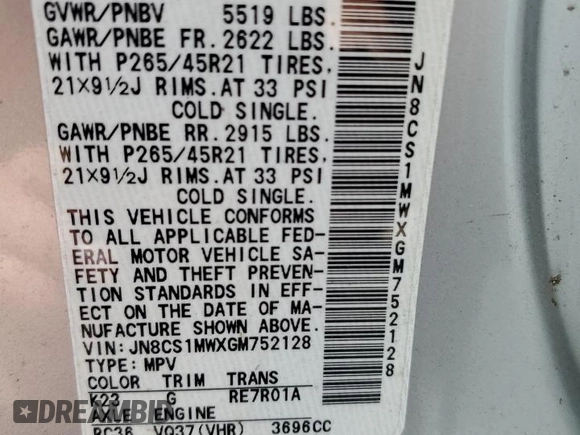 GVWR/PNBV 5519 LBS.
GAWR/PNBE FR. 2622 LBS.
WITH P265/45R21 TIRES,
21X9½J RIMS.AT 33 PSI
COLD SINGLE.
GAWR/PNBE RR. 2915 LBS.
WITH P265/45R21 TIRES,
21X9½J RIMS.AT 33 PSI
COLD SINGLE.
THIS VEHICLE CONFORMS
TO ALL APPLICABLE FED-
ERAL MOTOR VEHICLE SA-
FETY AND THEFT PREVEN-
TION STANDARDS IN EFF-
ECT ON THE DATE OF MA-
NUFACTURE SHOWN ABOVE.
VIN: JN8CS1MWXGM752128
TYPE: MPV
COLOR TRIM TRANS
K23 G RE7R01A
AXLE ENGINE
RC36 VQ37(VHR) 3696CC
JN8CS1MWXGM752128
DREAMBID